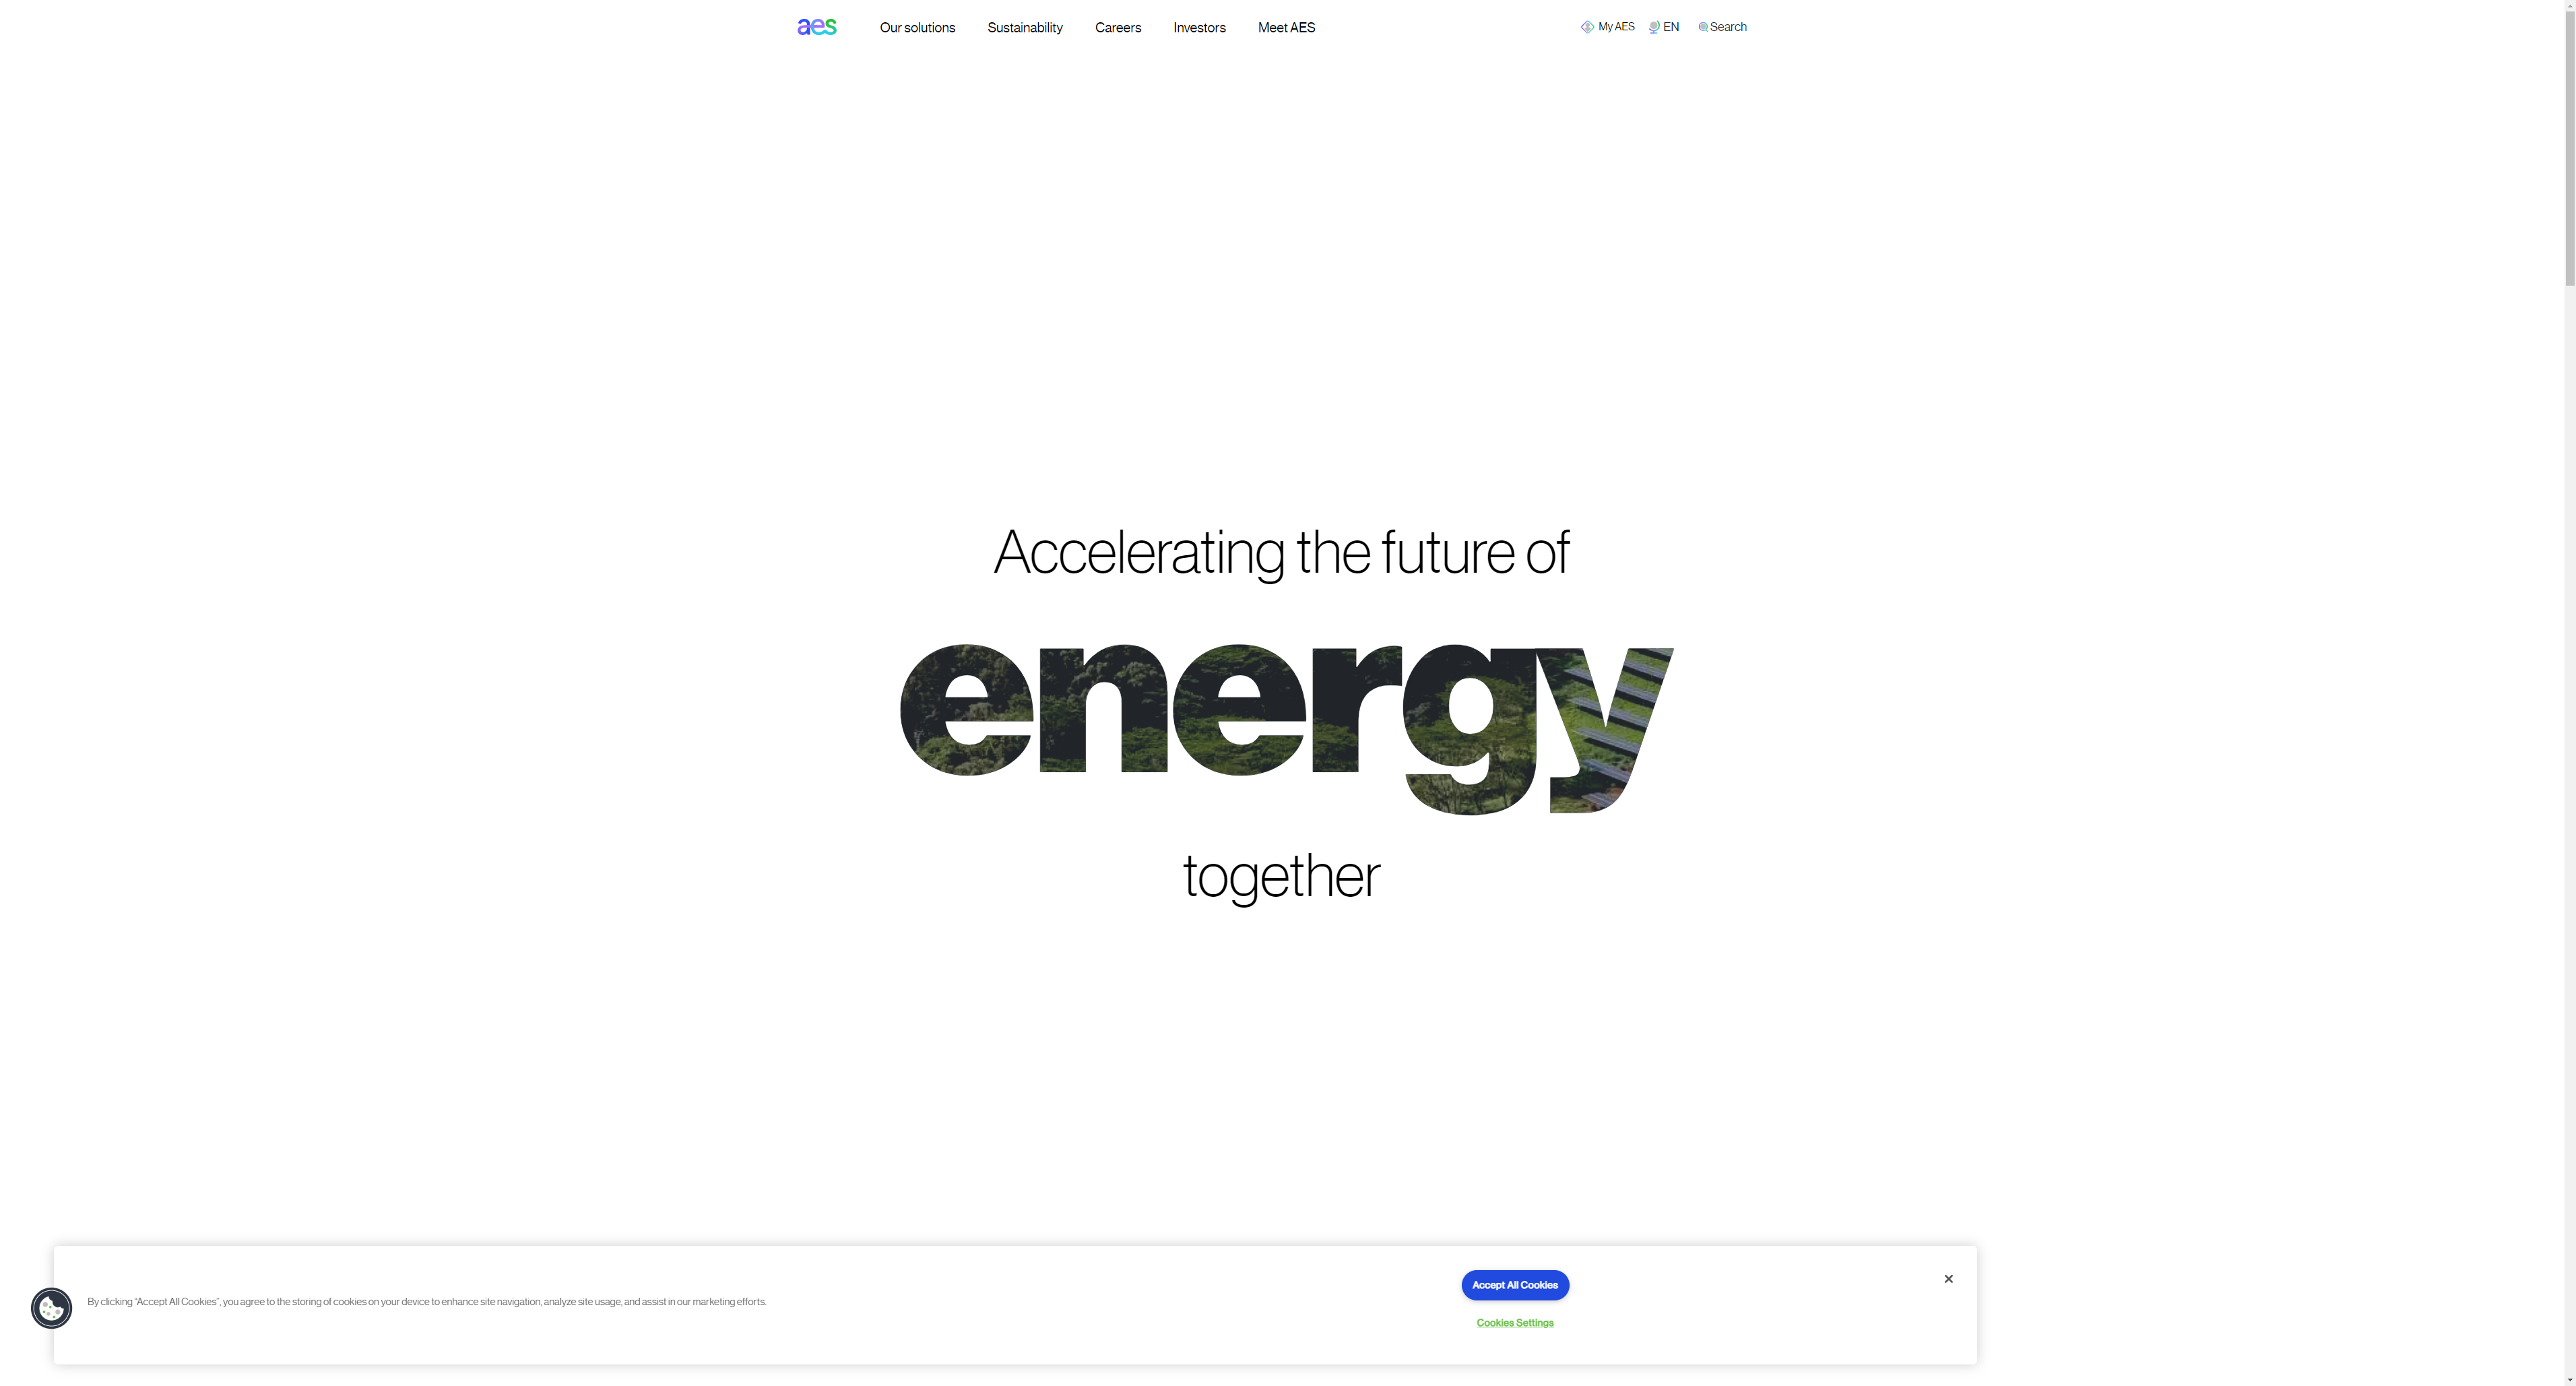 aes
Our solutions
Sustainability
Careers
Investors
Meet AES
My AES
EN
Search
Accelerating the future of
energy
together
By clicking “Accept All Cookies”, you agree to the storing of cookies on your device to enhance site navigation, analyze site usage, and assist in our marketing efforts.
Accept All Cookies
Cookies Settings